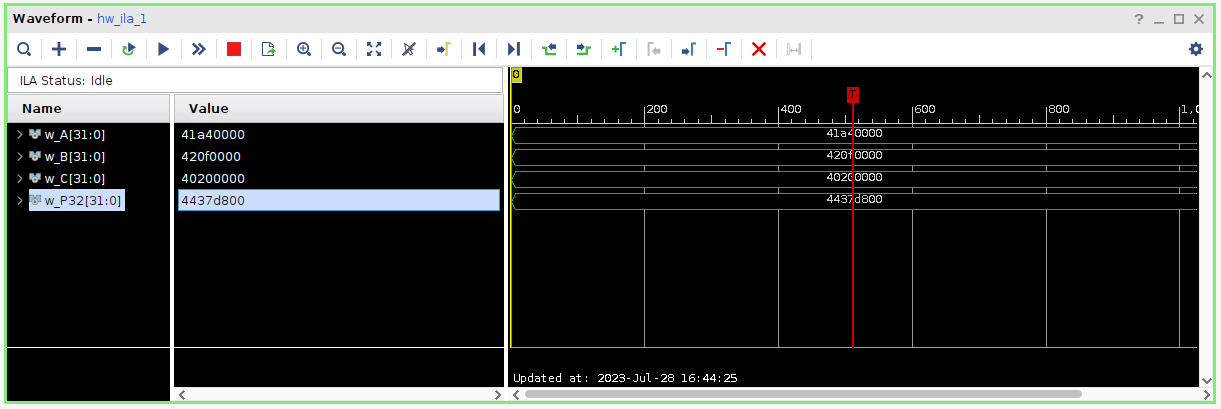 Waveform - hw_ila_1
?
ILA Status: Idle
Name Value
0
T
0 200 400 600 800 1,0
w_A[31:0] 41a40000 41a40000
w_B[31:0] 420f0000 420f0000
w_C[31:0] 40200000 40200000
w_P32[31:0] 4437d800 4437d800
Updated at: 2023-Jul-28 16:44:25